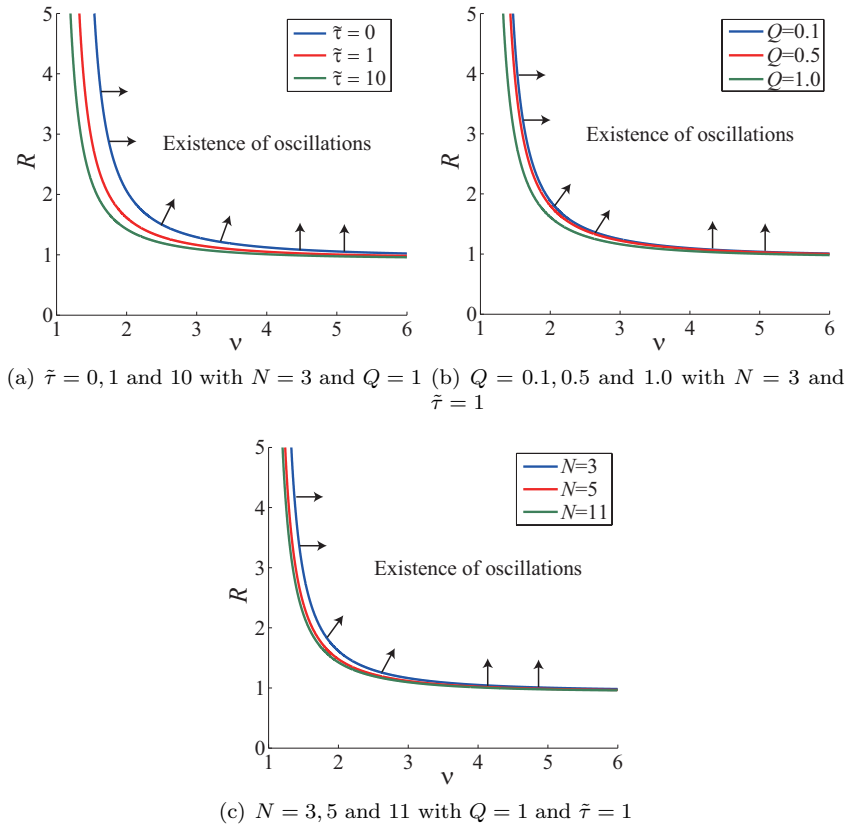 5
4
3
2
1
0
R
1 2 3 4 5 6
ν
τ̃ = 0
τ̃ = 1
τ̃ = 10
Existence of oscillations
5
4
3
2
1
0
R
1 2 3 4 5 6
ν
Q=0.1
Q=0.5
Q=1.0
Existence of oscillations
(a) τ̃ = 0, 1 and 10 with N = 3 and Q = 1
(b) Q = 0.1, 0.5 and 1.0 with N = 3 and
τ̃ = 1
5
4
3
2
1
0
R
1 2 3 4 5 6
ν
N=3
N=5
N=11
Existence of oscillations
(c) N = 3, 5 and 11 with Q = 1 and τ̃ = 1